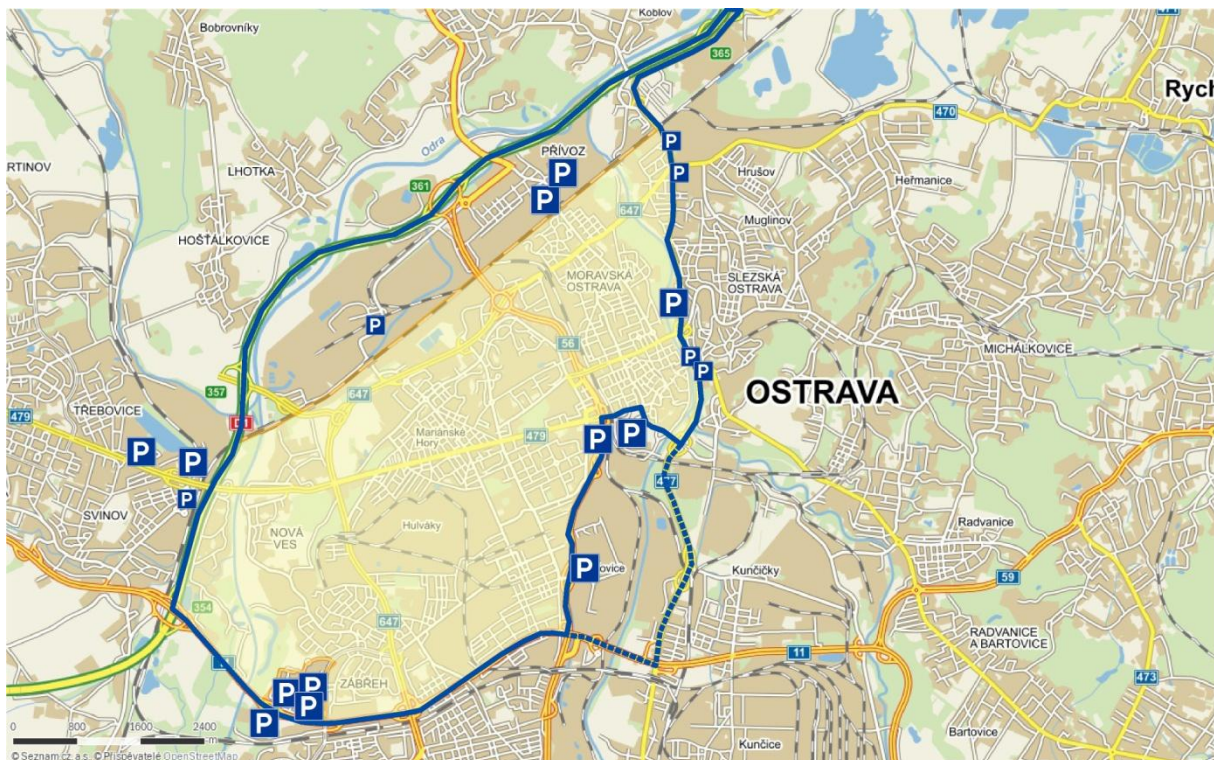 Koblov
Bobrovníky
365
471
Rych
470
Odra
PŘÍVOZ
P
P
P
P
RTINOV
LHOTKA
Hrušov
Heřmanice
361
HOŠŤÁLKOVICE
647
Muglinov
MORAVSKÁ
OSTRAVA
SLEZSKÁ
OSTRAVA
P
P
56
MICHÁLKOVICE
P
P
357
647
OSTRAVA
TŘEBOVICE
479
Mariánské
Hory
479
P
P
P
P
P
477
SVINOV
Hulváky
NOVÁ
VES
Radvanice
P
ovice
Kunčičky
59
354
647
RADVANICE
A BARTOVICE
11
473
ZÁBŘEH
P
P
P
P
Kunčice
Bartovice
0 800 1600 2400
m
© Seznam.cz, a.s. © Přispěvatelé OpenStreetMap